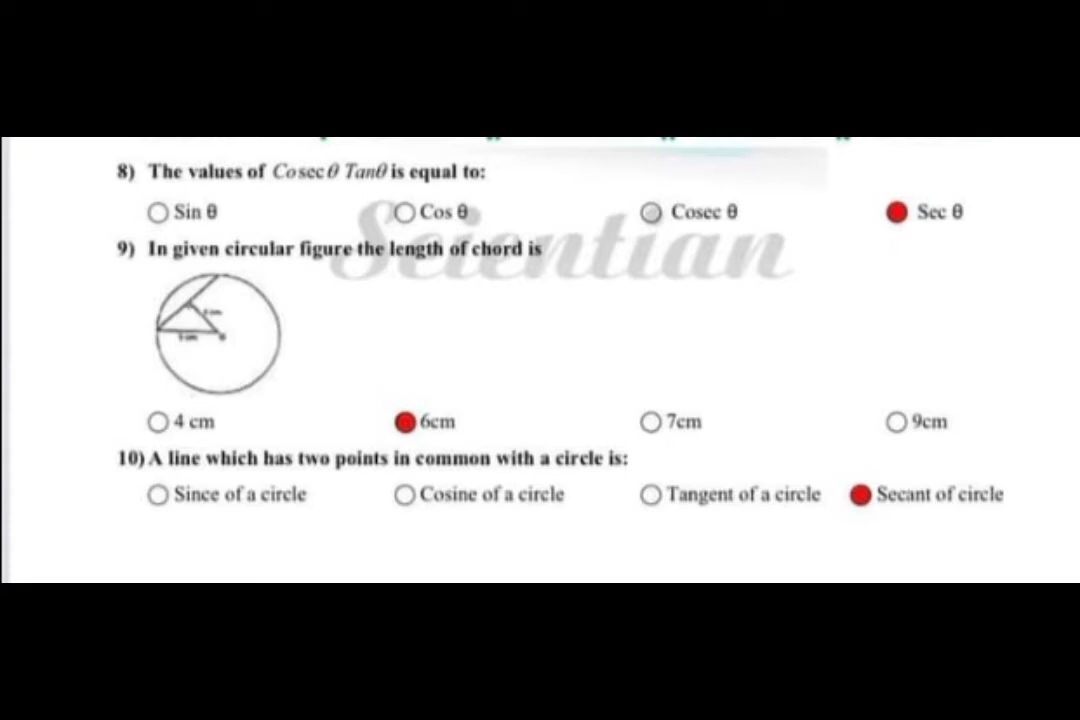 8) The values of Cosecθ Tanθ is equal to:
Sin θ Cos θ Cosec θ Sec θ
9) In given circular figure the length of chord is
Scientian
4 cm 6cm 7cm 9cm
10) A line which has two points in common with a circle is:
Since of a circle Cosine of a circle Tangent of a circle Secant of circle